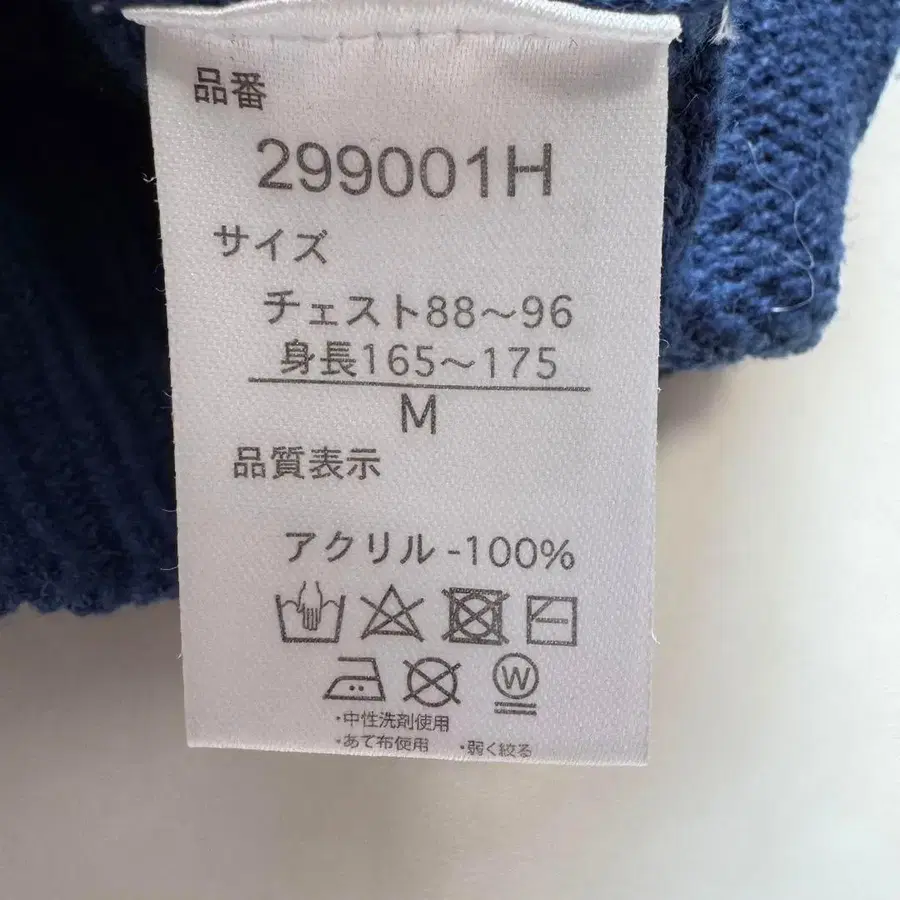 品番
299001H
サイズ
チェスト88～96
身長165～175
M
品質表示
アクリル-100%
W
・中性洗剤使用
・あて布使用 ・弱く絞る